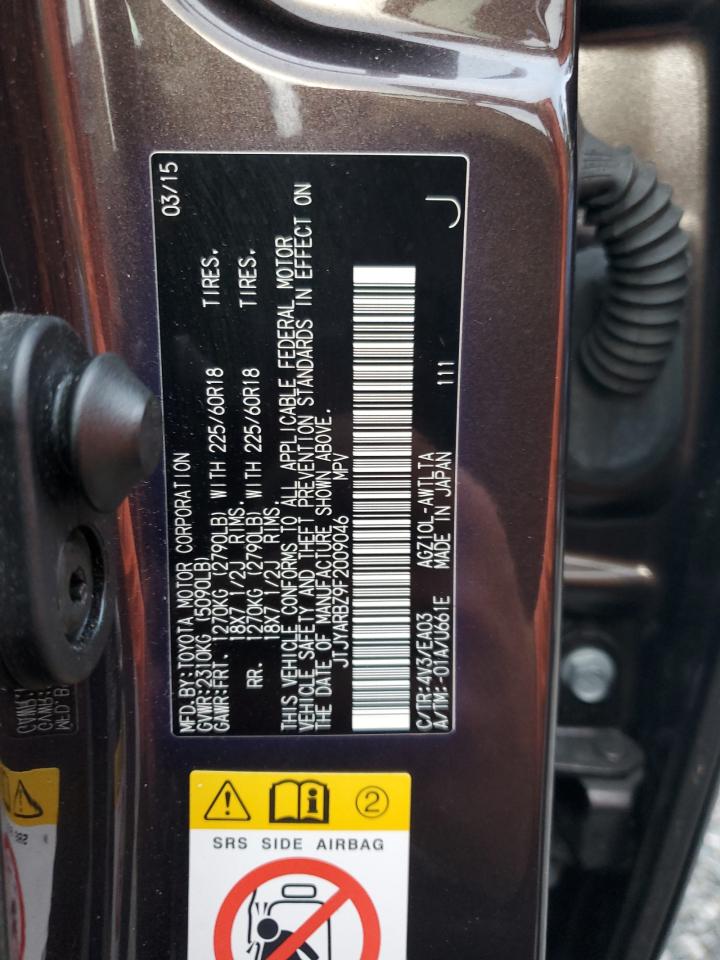 MFD.BY:TOYOTA MOTOR CORPORATION 03/15
GVWR:2310KG (5090LB)
GAWR:FRT. 1270KG (2790LB) WITH 225/60R18 TIRES.
18X7 1/2J RIMS.
RR. 1270KG (2790LB) WITH 225/60R18 TIRES.
18X7 1/2J RIMS.
THIS VEHICLE CONFORMS TO ALL APPLICABLE FEDERAL MOTOR
VEHICLE SAFETY AND THEFT PREVENTION STANDARDS IN EFFECT ON
THE DATE OF MANUFACTURE SHOWN ABOVE.
JTJYARBZ9F2009046 MPV
C/TR:4V3/EA03 AGZ10L-AWTLTA
A/TM:-01A/U661E MADE IN JAPAN 111
J
2
SRS SIDE AIRBAG